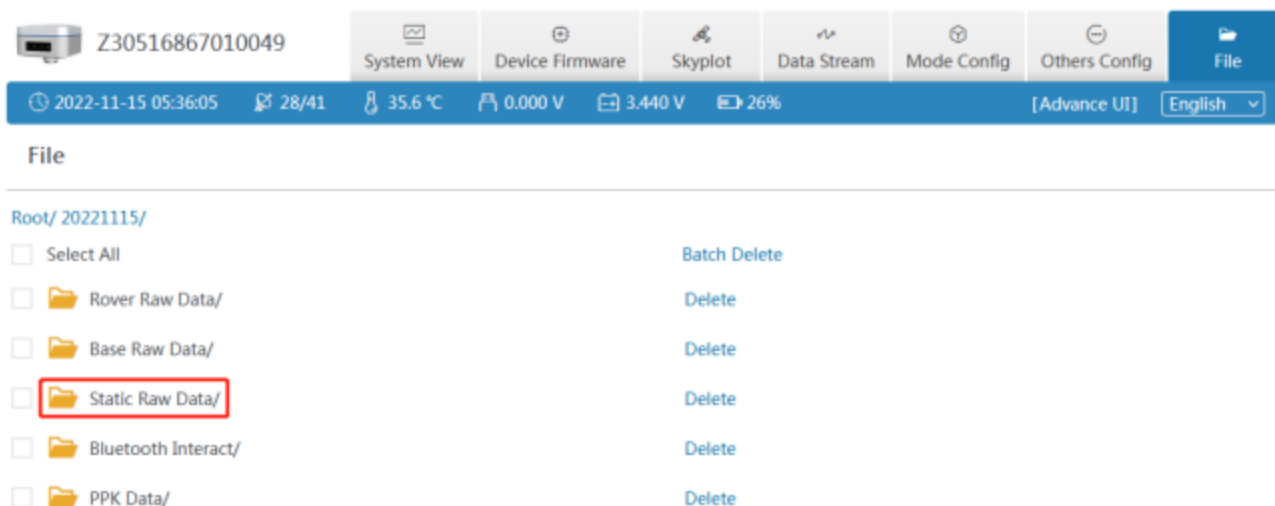 Z30516867010049
System View Device Firmware Skyplot Data Stream Mode Config Others Config File
2022-11-15 05:36:05 28/41 35.6 ℃ 0.000 V 3.440 V 26% [Advance UI] English
File
Root/ 20221115/
Select All Batch Delete
Rover Raw Data/ Delete
Base Raw Data/ Delete
Static Raw Data/ Delete
Bluetooth Interact/ Delete
PPK Data/ Delete